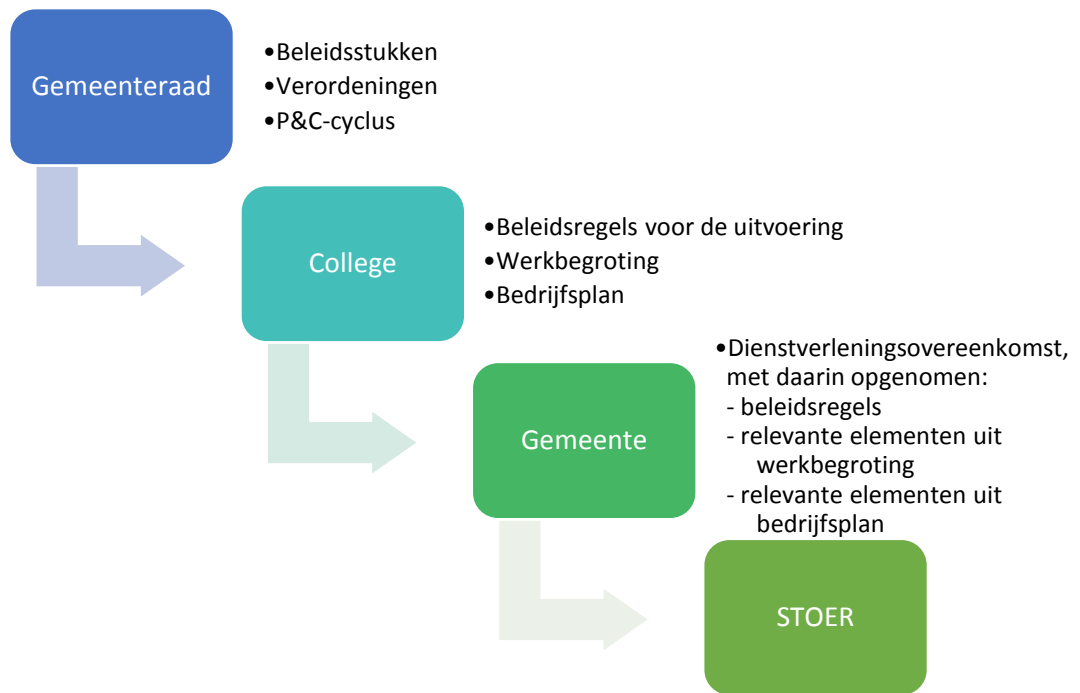 Gemeenteraad
•Beleidsstukken
•Verordeningen
•P&C-cyclus
College
•Beleidsregels voor de uitvoering
•Werkbegroting
•Bedrijfsplan
Gemeente
•Dienstverleningsovereenkomst,
met daarin opgenomen:
- beleidsregels
- relevante elementen uit
werkbegroting
- relevante elementen uit
bedrijfsplan
STOER